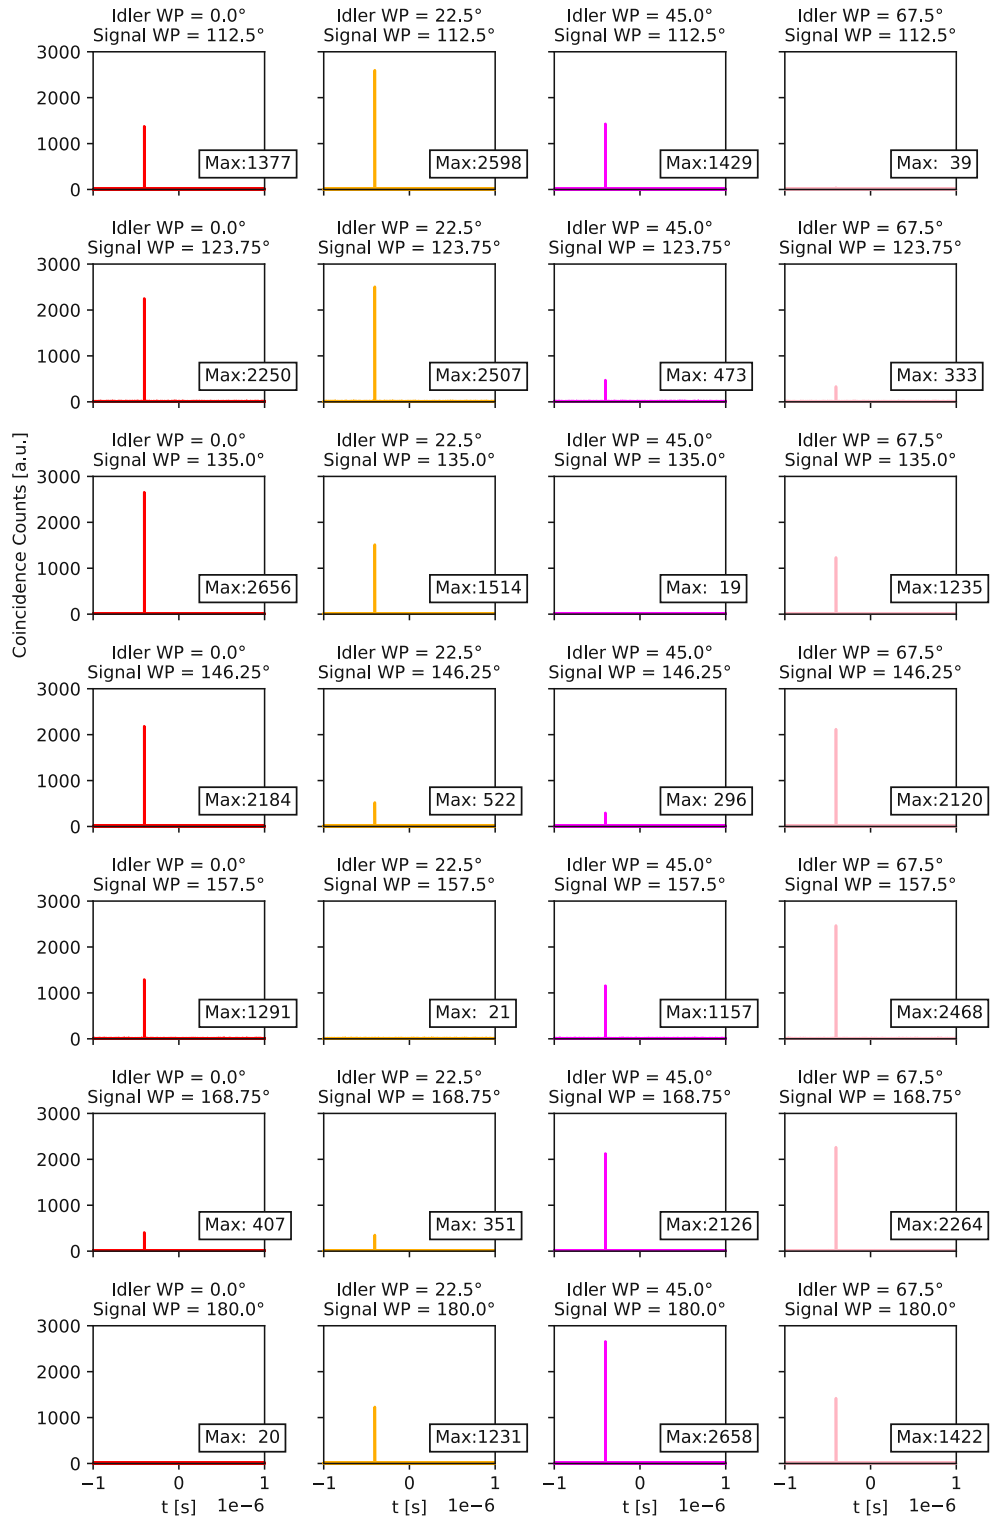 Idler WP = 0.0°
Signal WP = 112.5°
Idler WP = 22.5°
Signal WP = 112.5°
Idler WP = 45.0°
Signal WP = 112.5°
Idler WP = 67.5°
Signal WP = 112.5°
3000
2000
1000
0
Max:1377
Max:2598
Max:1429
Max:  39
Idler WP = 0.0°
Signal WP = 123.75°
Idler WP = 22.5°
Signal WP = 123.75°
Idler WP = 45.0°
Signal WP = 123.75°
Idler WP = 67.5°
Signal WP = 123.75°
3000
2000
1000
0
Max:2250
Max:2507
Max: 473
Max: 333
Coincidence Counts [a.u.]
Idler WP = 0.0°
Signal WP = 135.0°
Idler WP = 22.5°
Signal WP = 135.0°
Idler WP = 45.0°
Signal WP = 135.0°
Idler WP = 67.5°
Signal WP = 135.0°
3000
2000
1000
0
Max:2656
Max:1514
Max:  19
Max:1235
Idler WP = 0.0°
Signal WP = 146.25°
Idler WP = 22.5°
Signal WP = 146.25°
Idler WP = 45.0°
Signal WP = 146.25°
Idler WP = 67.5°
Signal WP = 146.25°
3000
2000
1000
0
Max:2184
Max: 522
Max: 296
Max:2120
Idler WP = 0.0°
Signal WP = 157.5°
Idler WP = 22.5°
Signal WP = 157.5°
Idler WP = 45.0°
Signal WP = 157.5°
Idler WP = 67.5°
Signal WP = 157.5°
3000
2000
1000
0
Max:1291
Max:  21
Max:1157
Max:2468
Idler WP = 0.0°
Signal WP = 168.75°
Idler WP = 22.5°
Signal WP = 168.75°
Idler WP = 45.0°
Signal WP = 168.75°
Idler WP = 67.5°
Signal WP = 168.75°
3000
2000
1000
0
Max: 407
Max: 351
Max:2126
Max:2264
Idler WP = 0.0°
Signal WP = 180.0°
Idler WP = 22.5°
Signal WP = 180.0°
Idler WP = 45.0°
Signal WP = 180.0°
Idler WP = 67.5°
Signal WP = 180.0°
3000
2000
1000
0
Max:  20
Max:1231
Max:2658
Max:1422
−1 0 1
t [s] 1e−6
−1 0 1
t [s] 1e−6
−1 0 1
t [s] 1e−6
−1 0 1
t [s] 1e−6